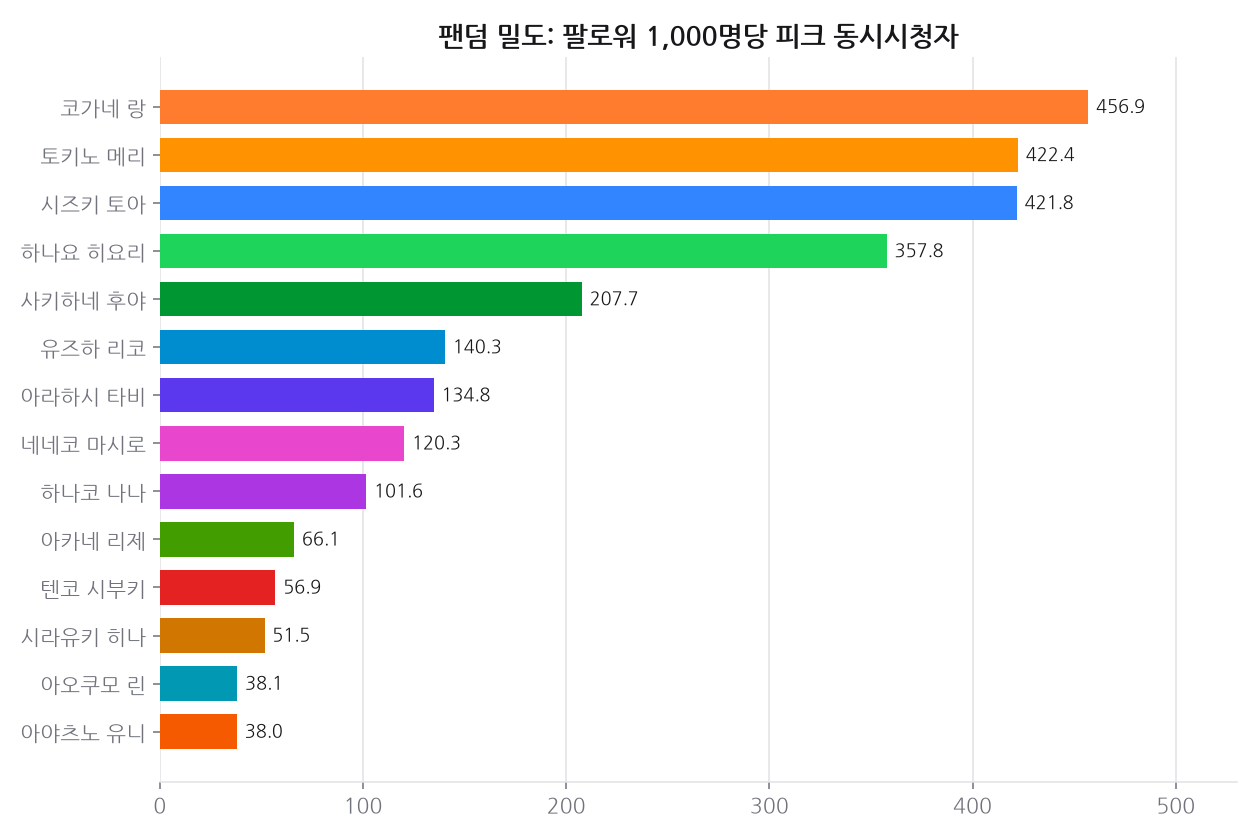 팬덤 밀도: 팔로워 1,000명당 피크 동시시청자
코가네 랑 456.9
토키노 메리 422.4
시즈키 토아 421.8
하나요 히요리 357.8
사키하네 후야 207.7
유즈하 리코 140.3
아라하시 타비 134.8
네네코 마시로 120.3
하나코 나나 101.6
아카네 리제 66.1
텐코 시부키 56.9
시라유키 히나 51.5
아오쿠모 린 38.1
아야츠노 유니 38.0
0 100 200 300 400 500